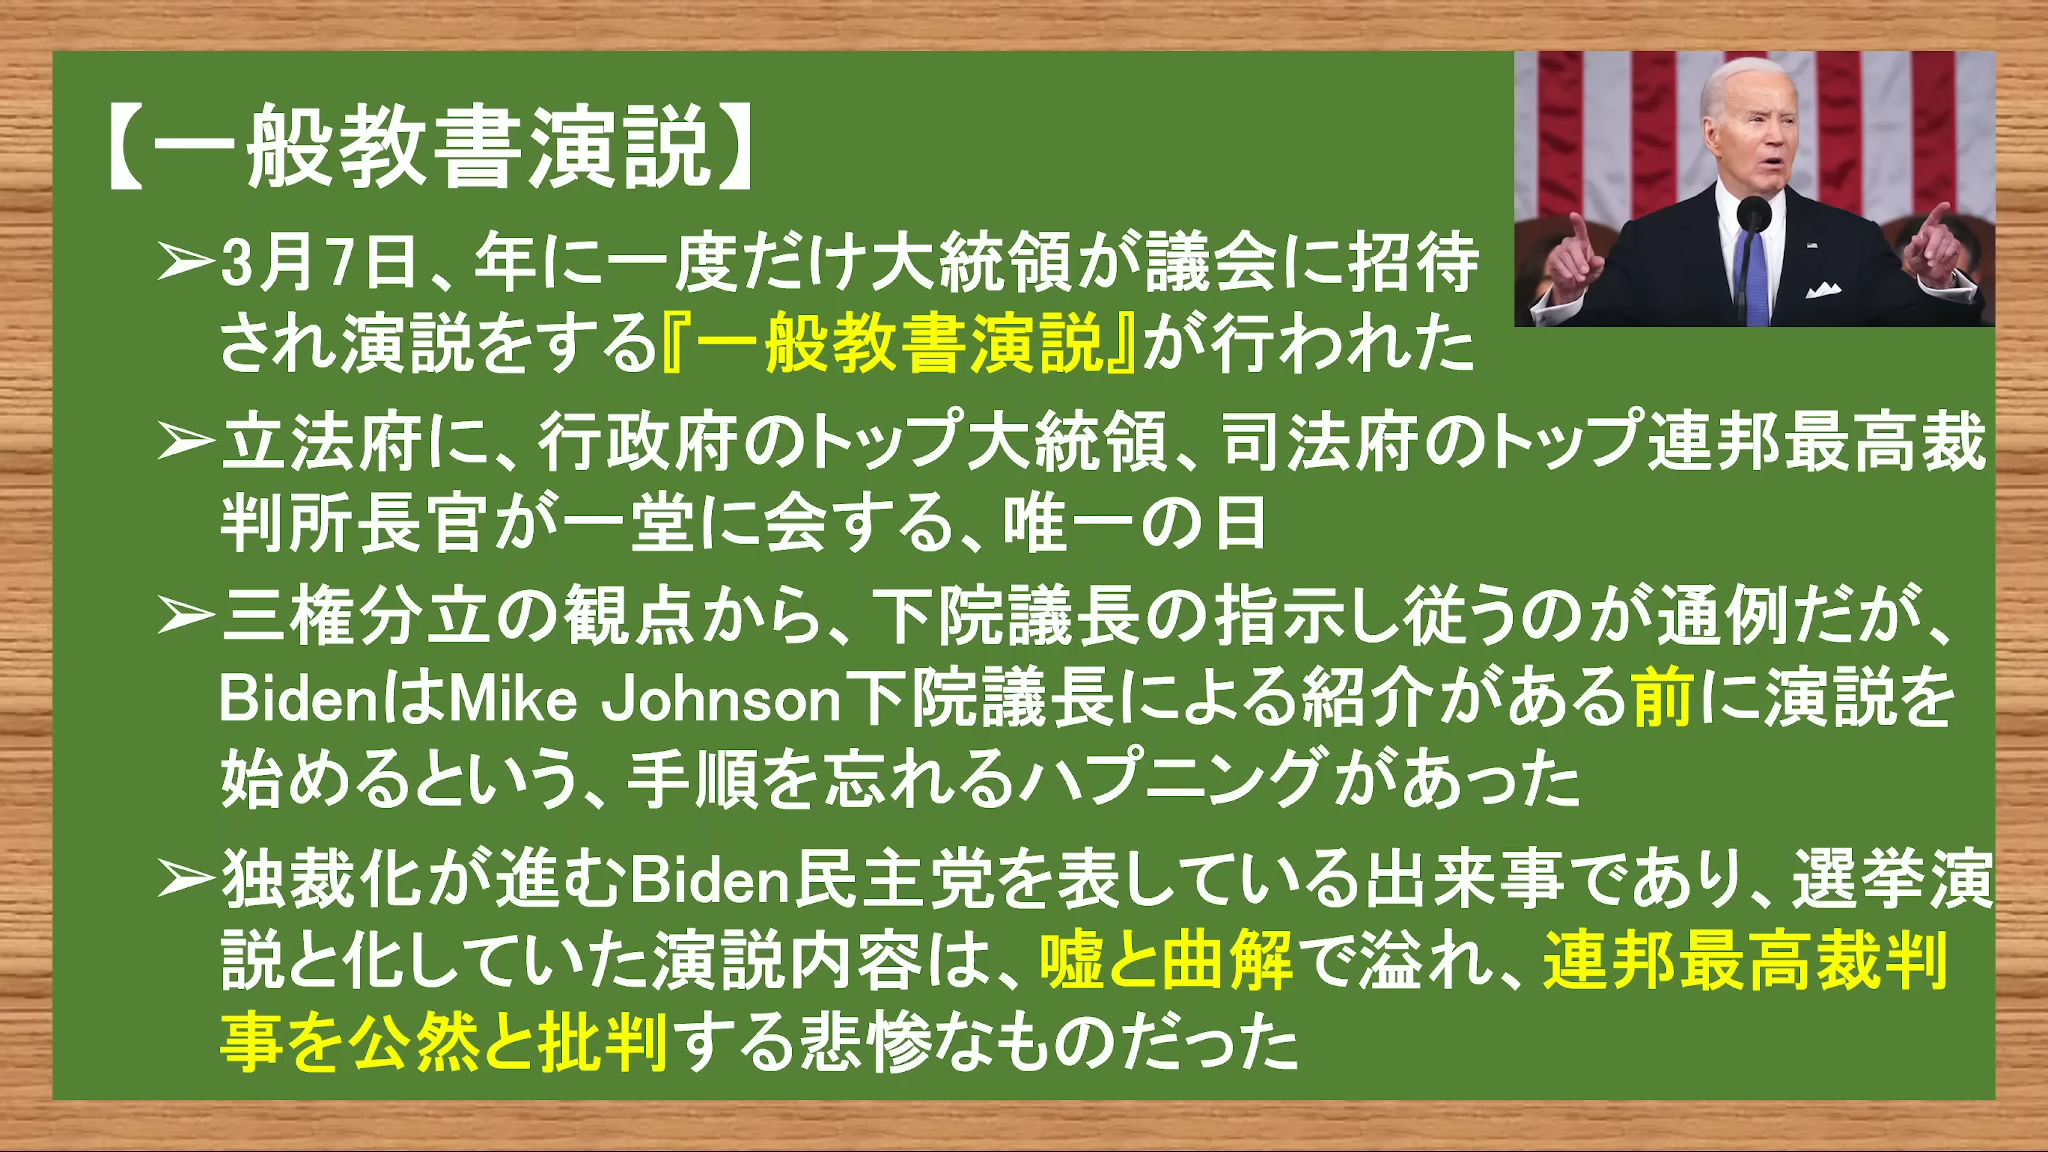 【一般教書演説】
➢3月7日、年に一度だけ大統領が議会に招待
され演説をする『一般教書演説』が行われた
➢立法府に、行政府のトップ大統領、司法府のトップ連邦最高裁
判所長官が一堂に会する、唯一の日
➢三権分立の観点から、下院議長の指示し従うのが通例だが、
BidenはMike Johnson下院議長による紹介がある前に演説を
始めるという、手順を忘れるハプニングがあった
➢独裁化が進むBiden民主党を表している出来事であり、選挙演
説と化していた演説内容は、嘘と曲解で溢れ、連邦最高裁判
事を公然と批判する悲惨なものだった